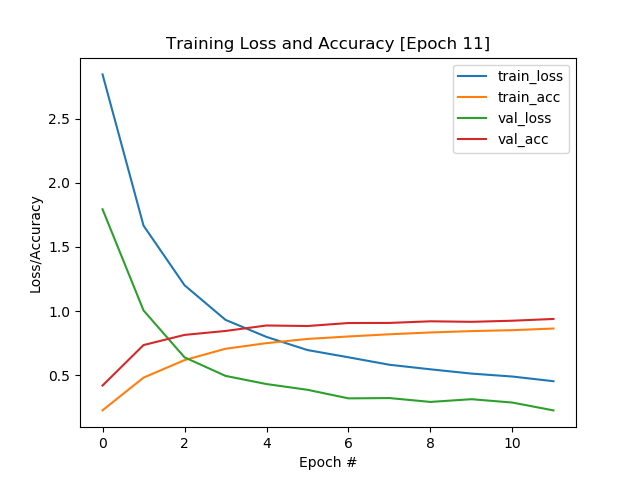 Training Loss and Accuracy [Epoch 11]
train_loss
train_acc
val_loss
val_acc
Loss/Accuracy
2.5
2.0
1.5
1.0
0.5
0 2 4 6 8 10
Epoch #